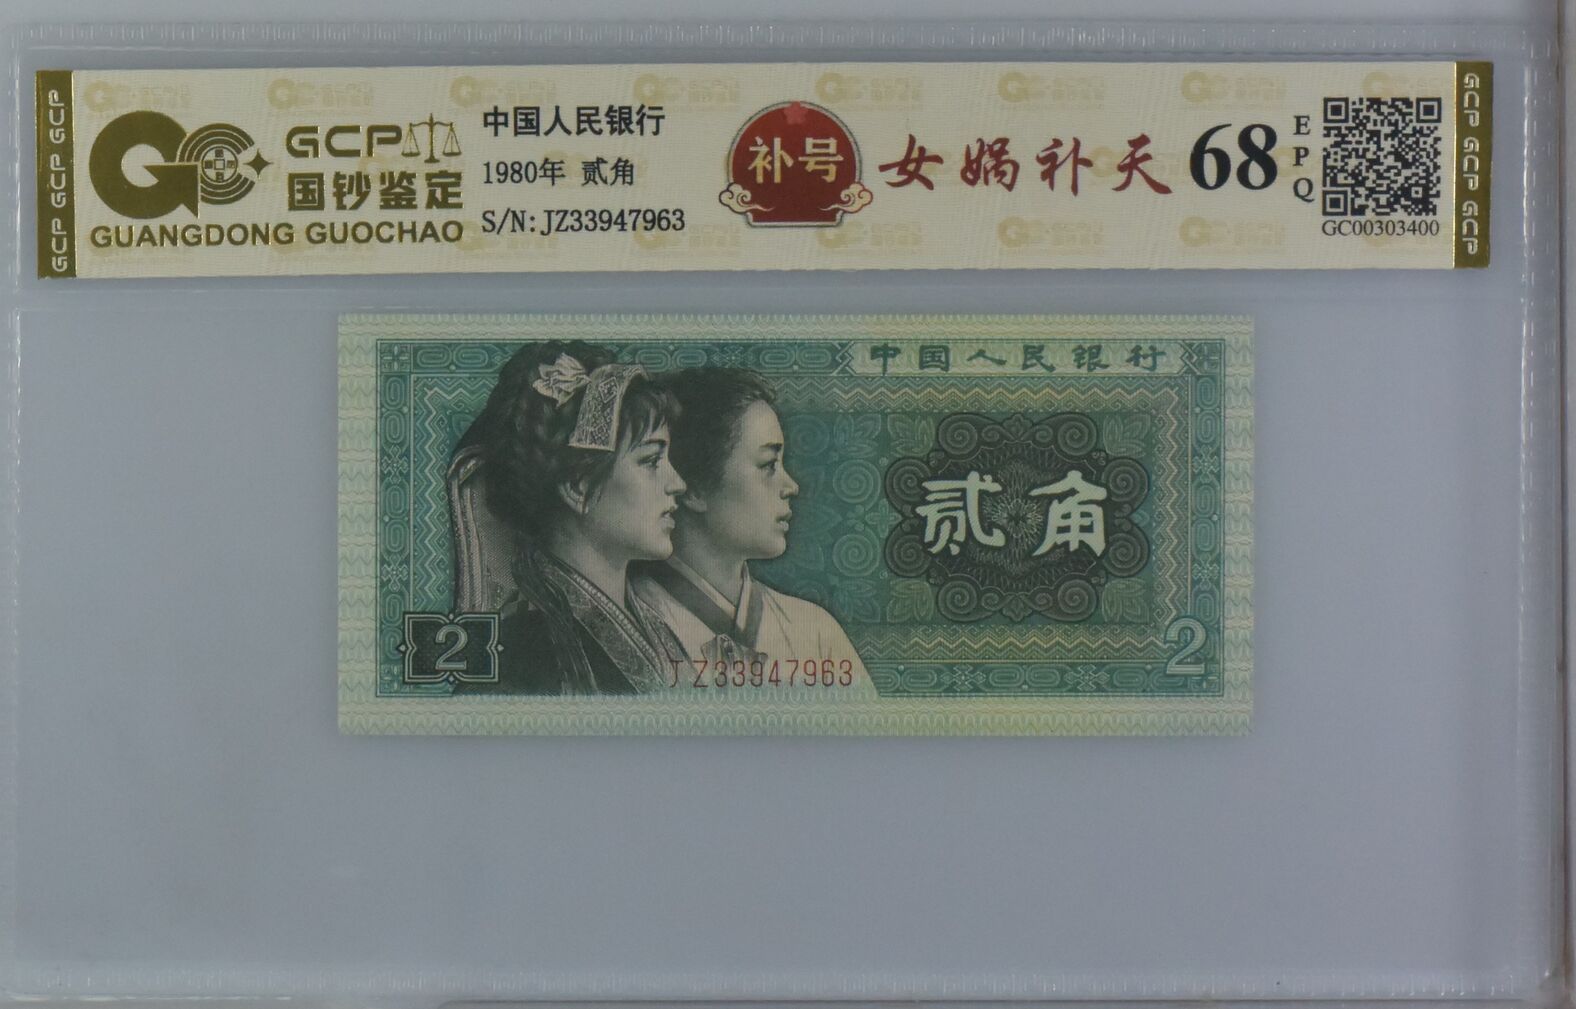 GCP GCP GCP
GCP
国钞鉴定
GUANGDONG GUOCHAO
中国人民银行
1980年 贰角
S/N: JZ33947963
补号
女娲补天
68
EPQ
GC00303400
GCP GCP GCP
中国人民银行
贰角
2
JZ33947963
2